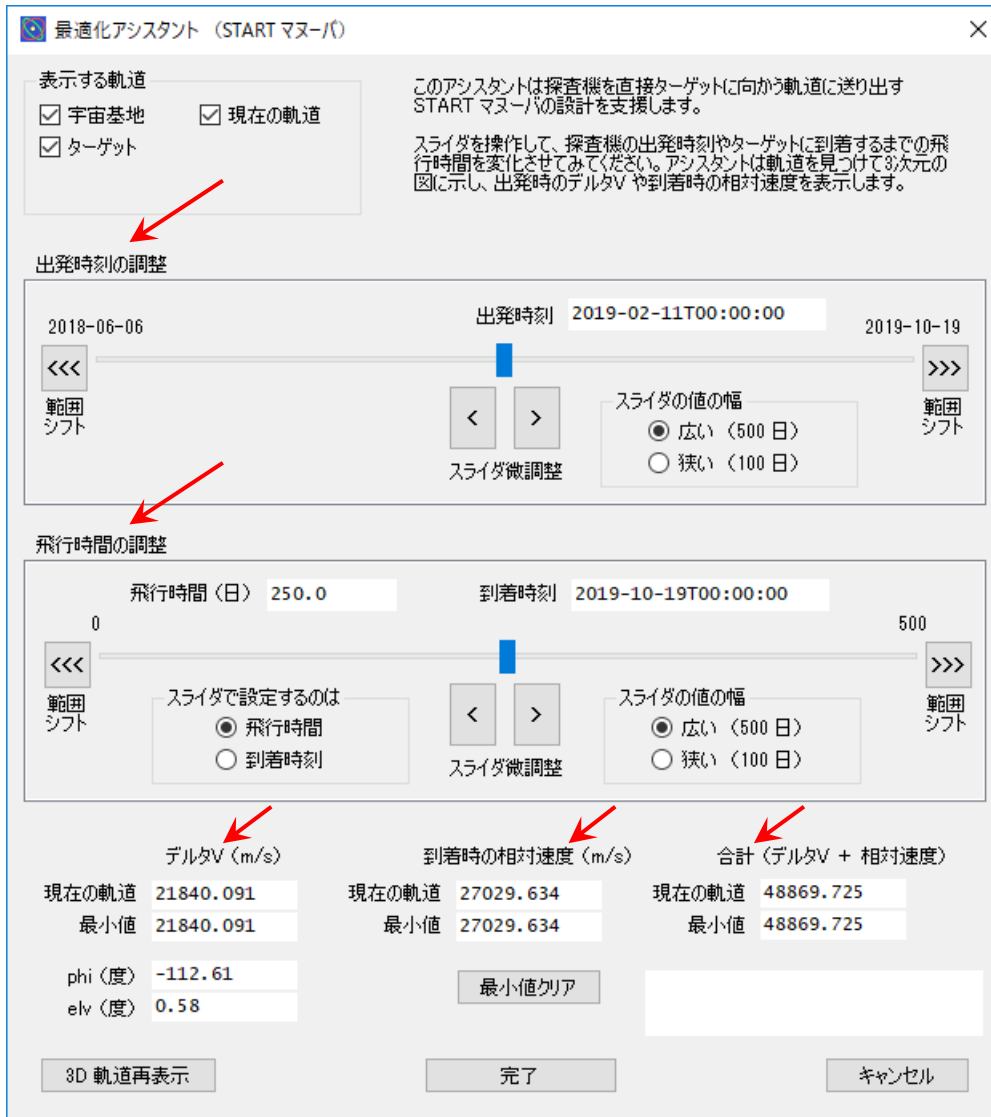 最適化アシスタント （START マヌーバ）
表示する軌道
宇宙基地
現在の軌道
ターゲット
このアシスタントは探査機を直接ターゲットに向かう軌道に送り出す
START マヌーバの設計を支援します。
スライダを操作して、探査機の出発時刻やターゲットに到着するまでの飛
行時間を変化させてみてください。アシスタントは軌道を見つけて3次元の
図に示し、出発時のデルタV や到着時の相対速度を表示します。
出発時刻の調整
出発時刻 2019-02-11T00:00:00
2018-06-06
2019-10-19
<<<
>>>
範囲
シフト
<
>
スライダ微調整
スライダの値の幅
広い （500 日）
狭い （100 日）
範囲
シフト
飛行時間の調整
飛行時間（日） 250.0
到着時刻 2019-10-19T00:00:00
0
500
<<<
>>>
範囲
シフト
スライダで設定するのは
飛行時間
到着時刻
<
>
スライダ微調整
スライダの値の幅
広い （500 日）
狭い （100 日）
範囲
シフト
デルタV（m/s）
現在の軌道 21840.091
最小値 21840.091
phi（度） -112.61
elv（度） 0.58
到着時の相対速度（m/s）
現在の軌道 27029.634
最小値 27029.634
最小値クリア
合計（デルタV + 相対速度）
現在の軌道 48869.725
最小値 48869.725
3D 軌道再表示
完了
キャンセル